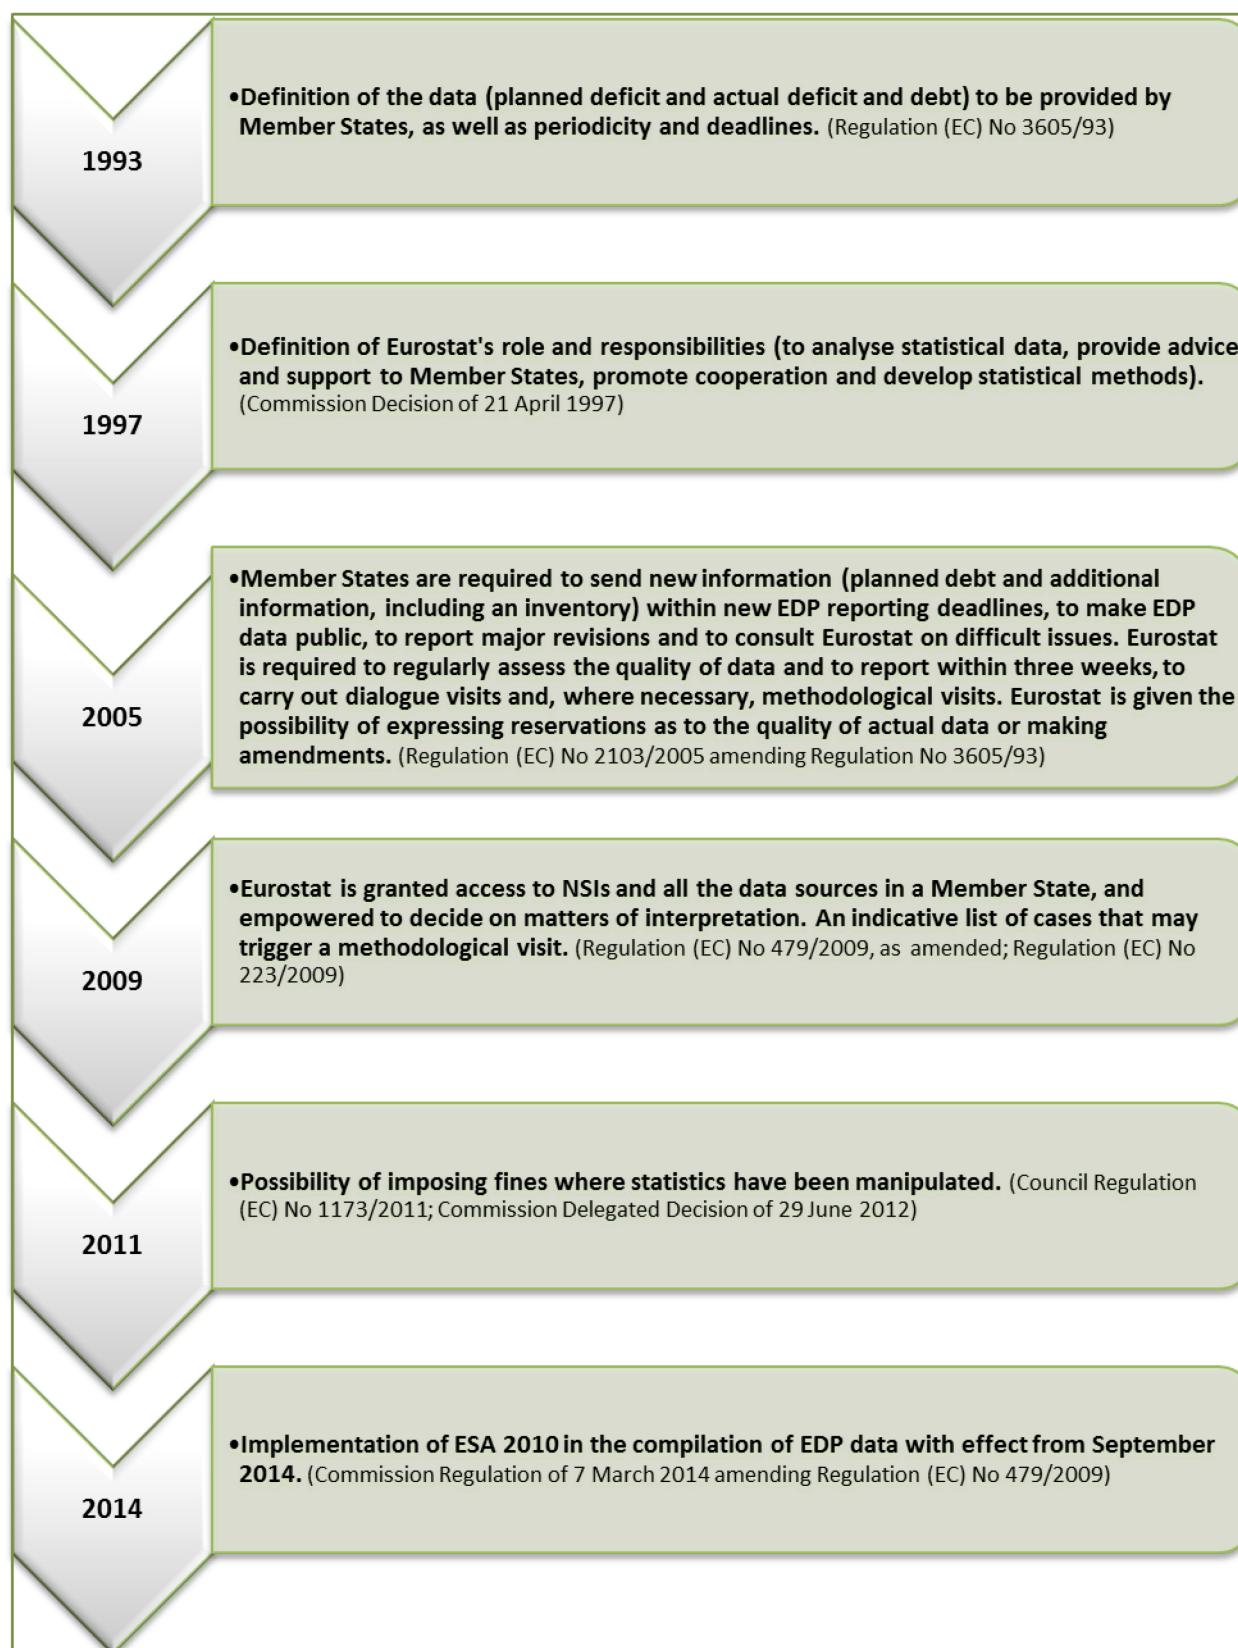 1993
•Definition of the data (planned deficit and actual deficit and debt) to be provided by
Member States, as well as periodicity and deadlines. (Regulation (EC) No 3605/93)
1997
•Definition of Eurostat's role and responsibilities (to analyse statistical data, provide advice
and support to Member States, promote cooperation and develop statistical methods).
(Commission Decision of 21 April 1997)
2005
•Member States are required to send new information (planned debt and additional
information, including an inventory) within new EDP reporting deadlines, to make EDP
data public, to report major revisions and to consult Eurostat on difficult issues. Eurostat
is required to regularly assess the quality of data and to report within three weeks, to
carry out dialogue visits and, where necessary, methodological visits. Eurostat is given the
possibility of expressing reservations as to the quality of actual data or making
amendments. (Regulation (EC) No 2103/2005 amending Regulation No 3605/93)
2009
•Eurostat is granted access to NSIs and all the data sources in a Member State, and
empowered to decide on matters of interpretation. An indicative list of cases that may
trigger a methodological visit. (Regulation (EC) No 479/2009, as amended; Regulation (EC) No
223/2009)
2011
•Possibility of imposing fines where statistics have been manipulated. (Council Regulation
(EC) No 1173/2011; Commission Delegated Decision of 29 June 2012)
2014
•Implementation of ESA 2010 in the compilation of EDP data with effect from September
2014. (Commission Regulation of 7 March 2014 amending Regulation (EC) No 479/2009)